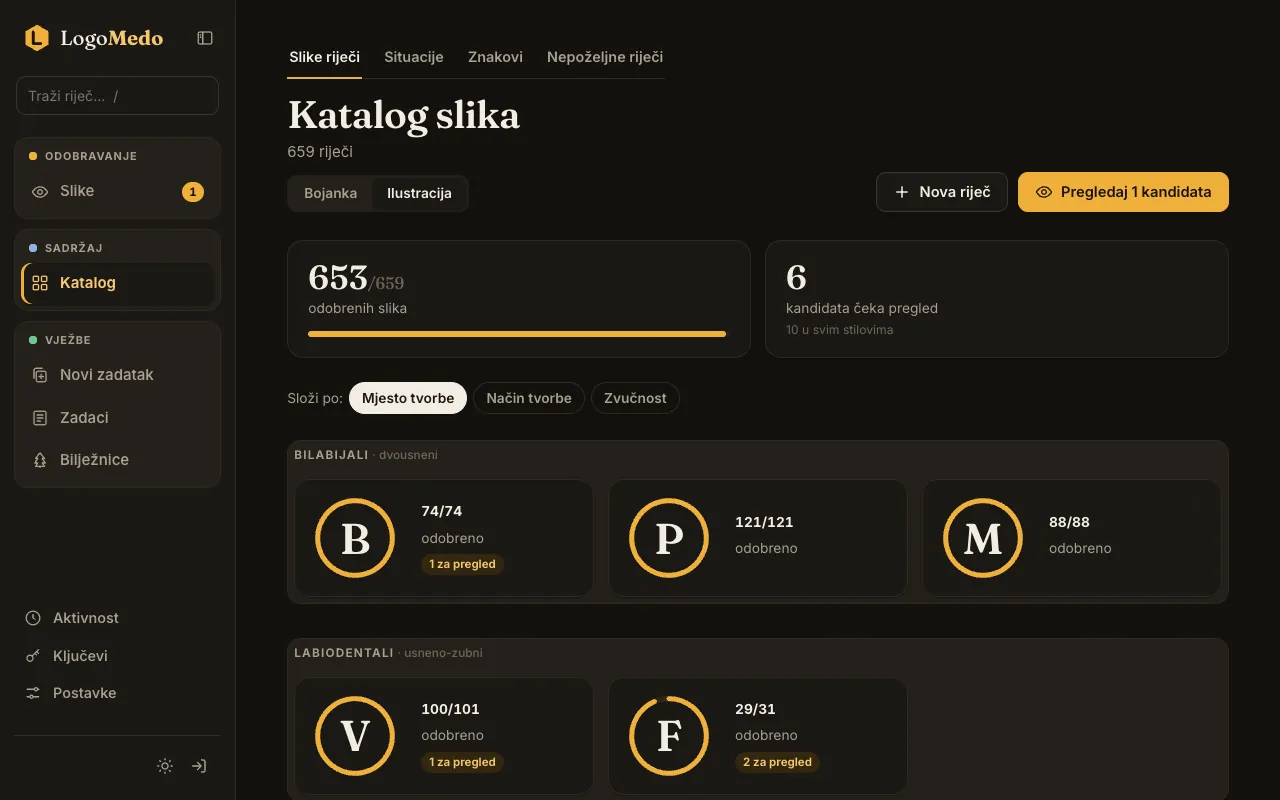 LogoMedo
Traži riječ... /
ODOBRAVANJE
Slike 1
SADRŽAJ
Katalog
VJEŽBE
Novi zadatak
Zadaci
Bilježnice
Aktivnost
Ključevi
Postavke
Slike riječi Situacije Znakovi Nepoželjne riječi
Katalog slika
659 riječi
Bojanka Ilustracija
+ Nova riječ Pregledaj 1 kandidata
653/659
odobrenih slika
6
kandidata čeka pregled
10 u svim stilovima
Složi po: Mjesto tvorbe Način tvorbe Zvučnost
BILABIJALI · dvousneni
B
74/74
odobreno
1 za pregled
P
121/121
odobreno
M
88/88
odobreno
LABIODENTALI · usneno-zubni
V
100/101
odobreno
1 za pregled
F
29/31
odobreno
2 za pregled